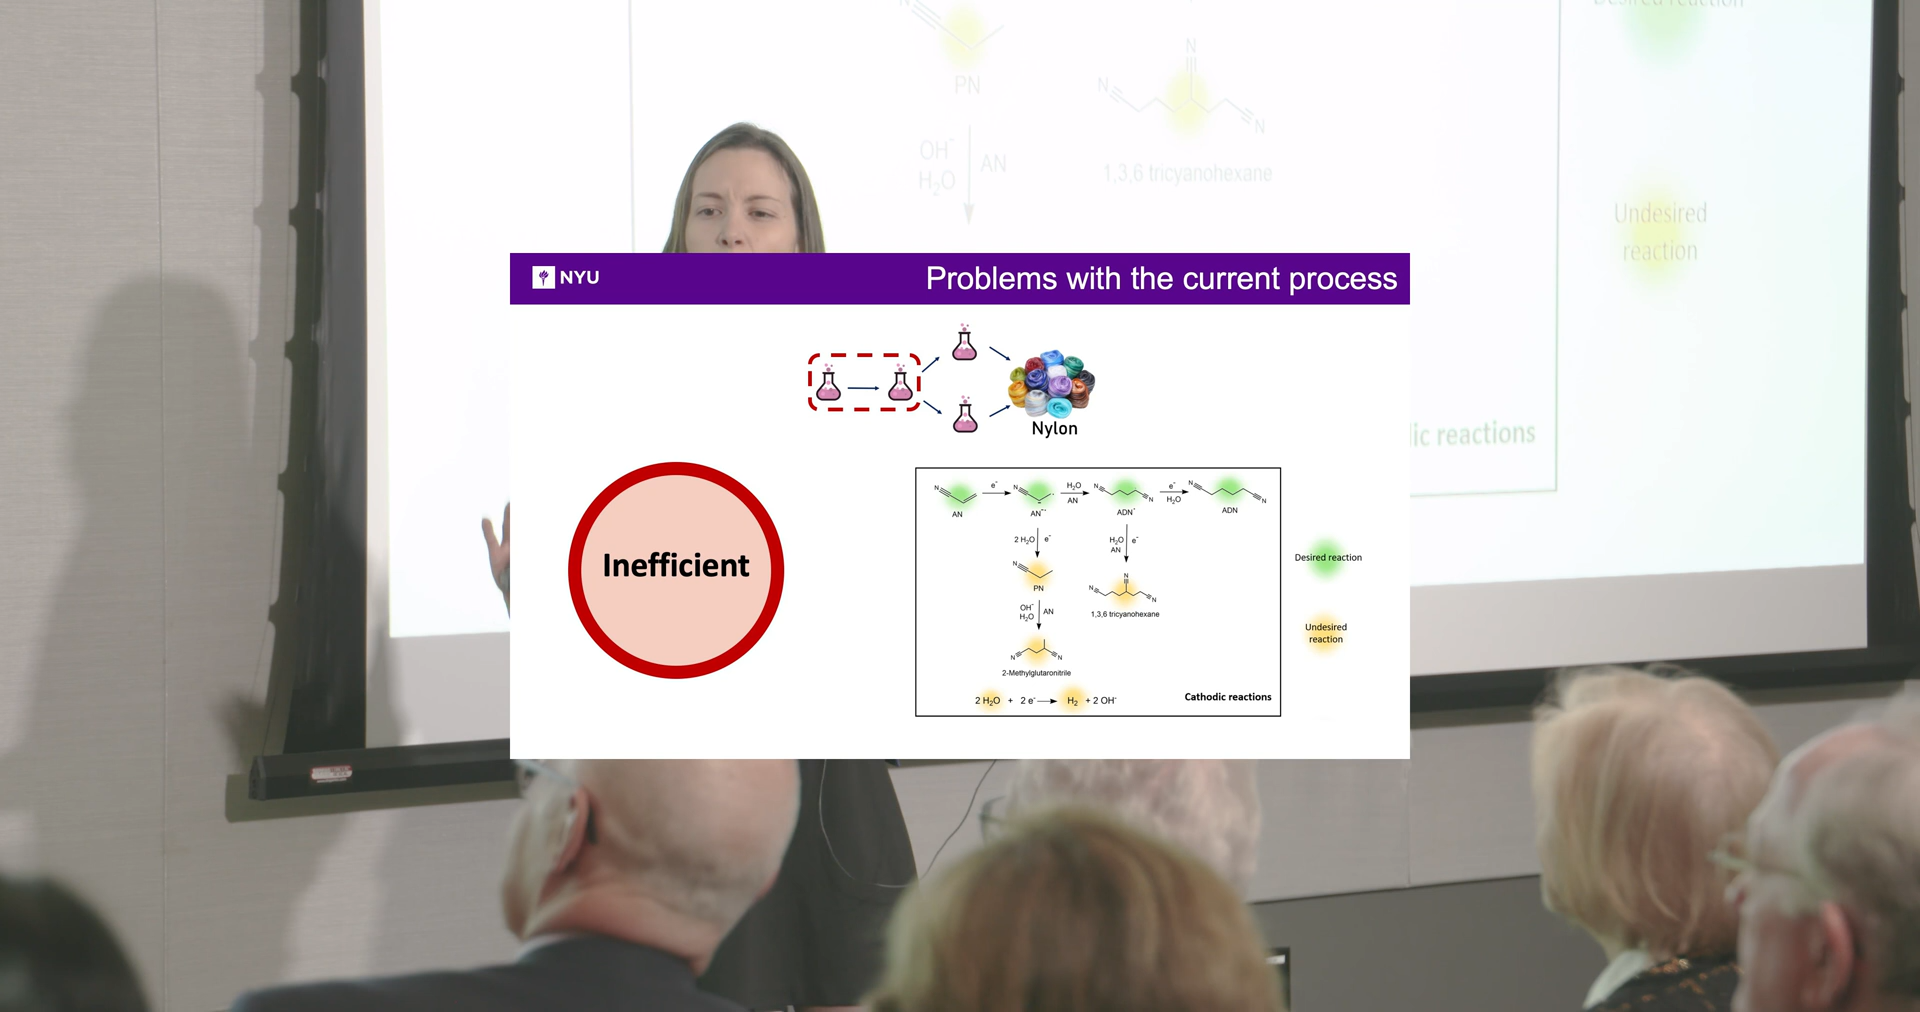 Desired reaction
PN
N
N
N
OH⁻
H₂O
AN
1,3,6 tricyanohexane
Undesired
reaction
ic reactions
NYU
Problems with the current process
Nylon
Inefficient
N
AN
e⁻
N
AN⁻·
H₂O
AN
N
N
ADN⁻
e⁻
H₂O
N
N
ADN
2 H₂O
e⁻
H₂O
AN
e⁻
N
PN
N
N
N
1,3,6 tricyanohexane
OH⁻
H₂O
AN
N
N
2-Methylglutaronitrile
2 H₂O + 2 e⁻ → H₂ + 2 OH⁻
Cathodic reactions
Desired reaction
Undesired
reaction